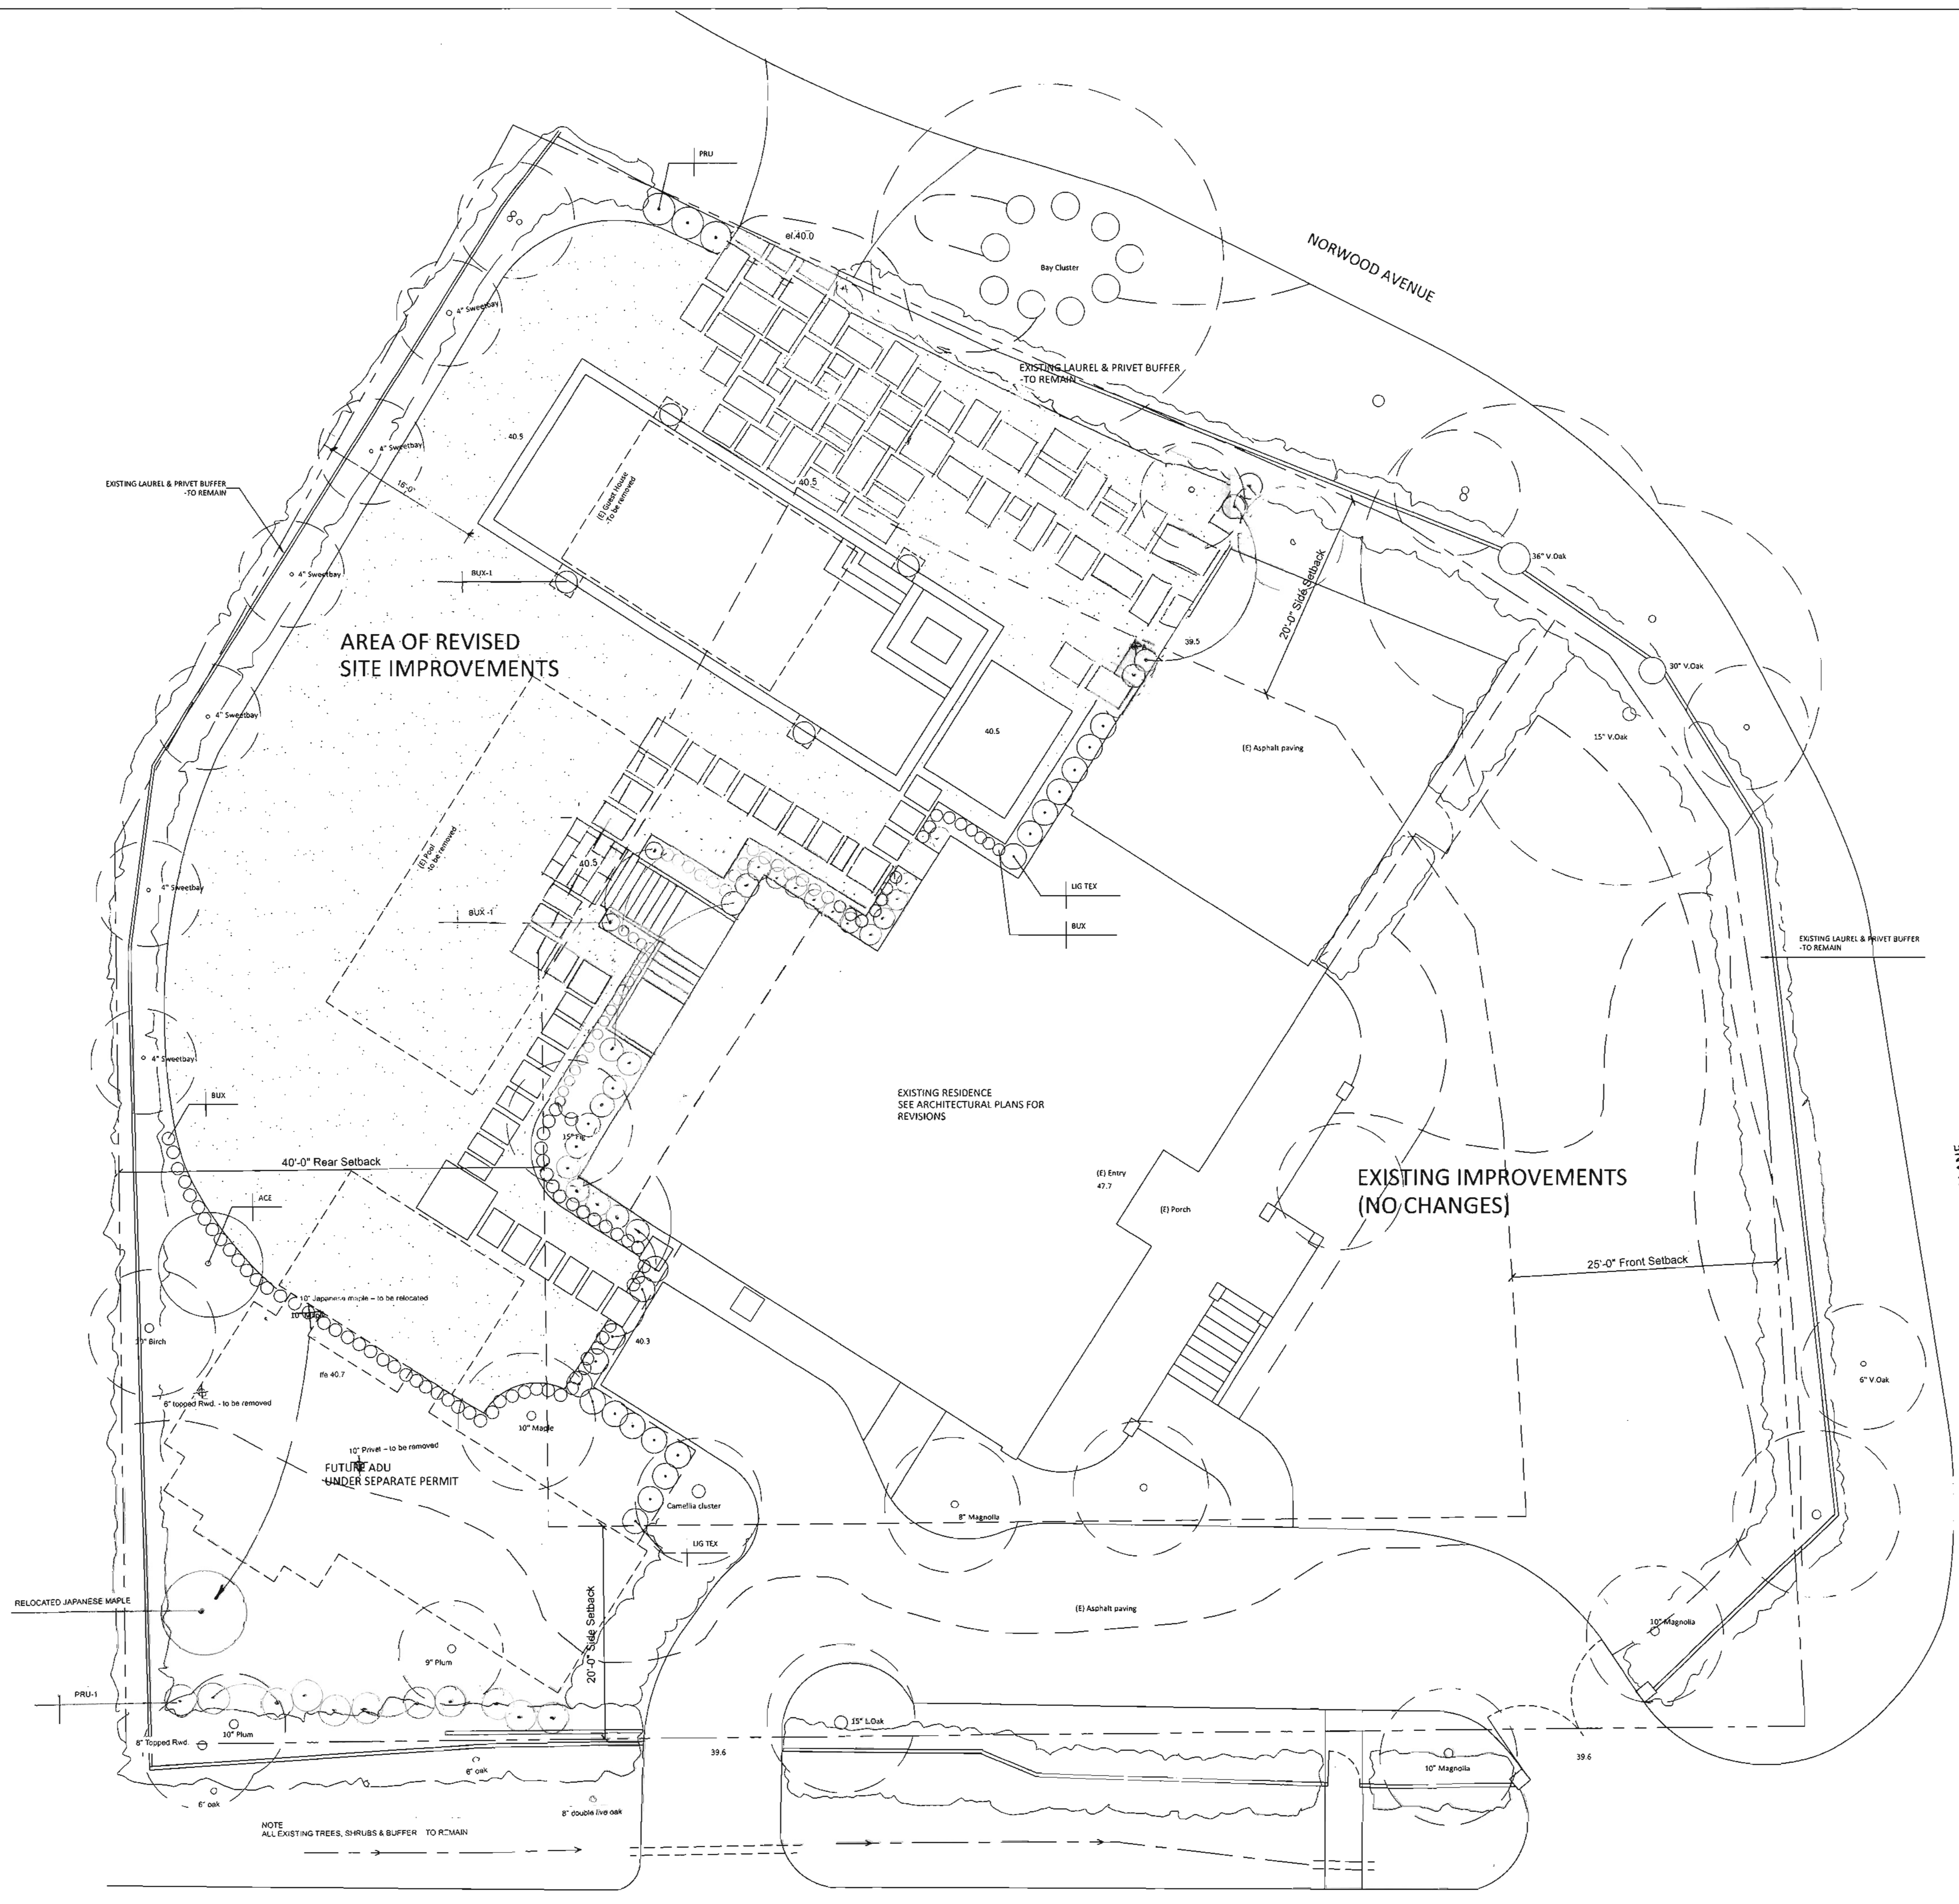 PRU
el.40.0
Bay Cluster
NORWOOD AVENUE
4" Sweetbay
EXISTING LAUREL & PRIVET BUFFER
-TO REMAIN
40.5
4" Sweetbay
EXISTING LAUREL & PRIVET BUFFER
-TO REMAIN
16'-0"
(E) Guest House
-To be removed
40.5
36" V.Oak
20'-0" Side Setback
4" Sweetbay
BUX-1
AREA OF REVISED
SITE IMPROVEMENTS
39.5
30" V.Oak
4" Sweetbay
40.5
(E) Asphalt paving
15" V.Oak
(E) Pool
-to be removed
40.5
4" Sweetbay
LIG TEX
BUX -1
BUX
EXISTING LAUREL & PRIVET BUFFER
-TO REMAIN
4" Sweetbay
BUX
EXISTING RESIDENCE
SEE ARCHITECTURAL PLANS FOR
REVISIONS
15" Fig
40'-0" Rear Setback
(E) Entry
47.7
EXISTING IMPROVEMENTS
(NO CHANGES)
ACE
(E) Porch
25'-0" Front Setback
10" Japanese maple – to be relocated
10" Maple
Birch
40.3
ffe 40.7
6" V.Oak
6" topped Rwd. - to be removed
10" Maple
10" Privet – to be removed
FUTURE ADU
UNDER SEPARATE PERMIT
Camellia cluster
8" Magnolia
LIG TEX
RELOCATED JAPANESE MAPLE
(E) Asphalt paving
10" Magnolia
20'-0" Side Setback
9" Plum
PRU-1
10" Plum
15" L.Oak
8" Topped Rwd.
39.6
39.6
6" oak
10" Magnolia
6" oak
8" double live oak
NOTE
ALL EXISTING TREES, SHRUBS & BUFFER TO REMAIN